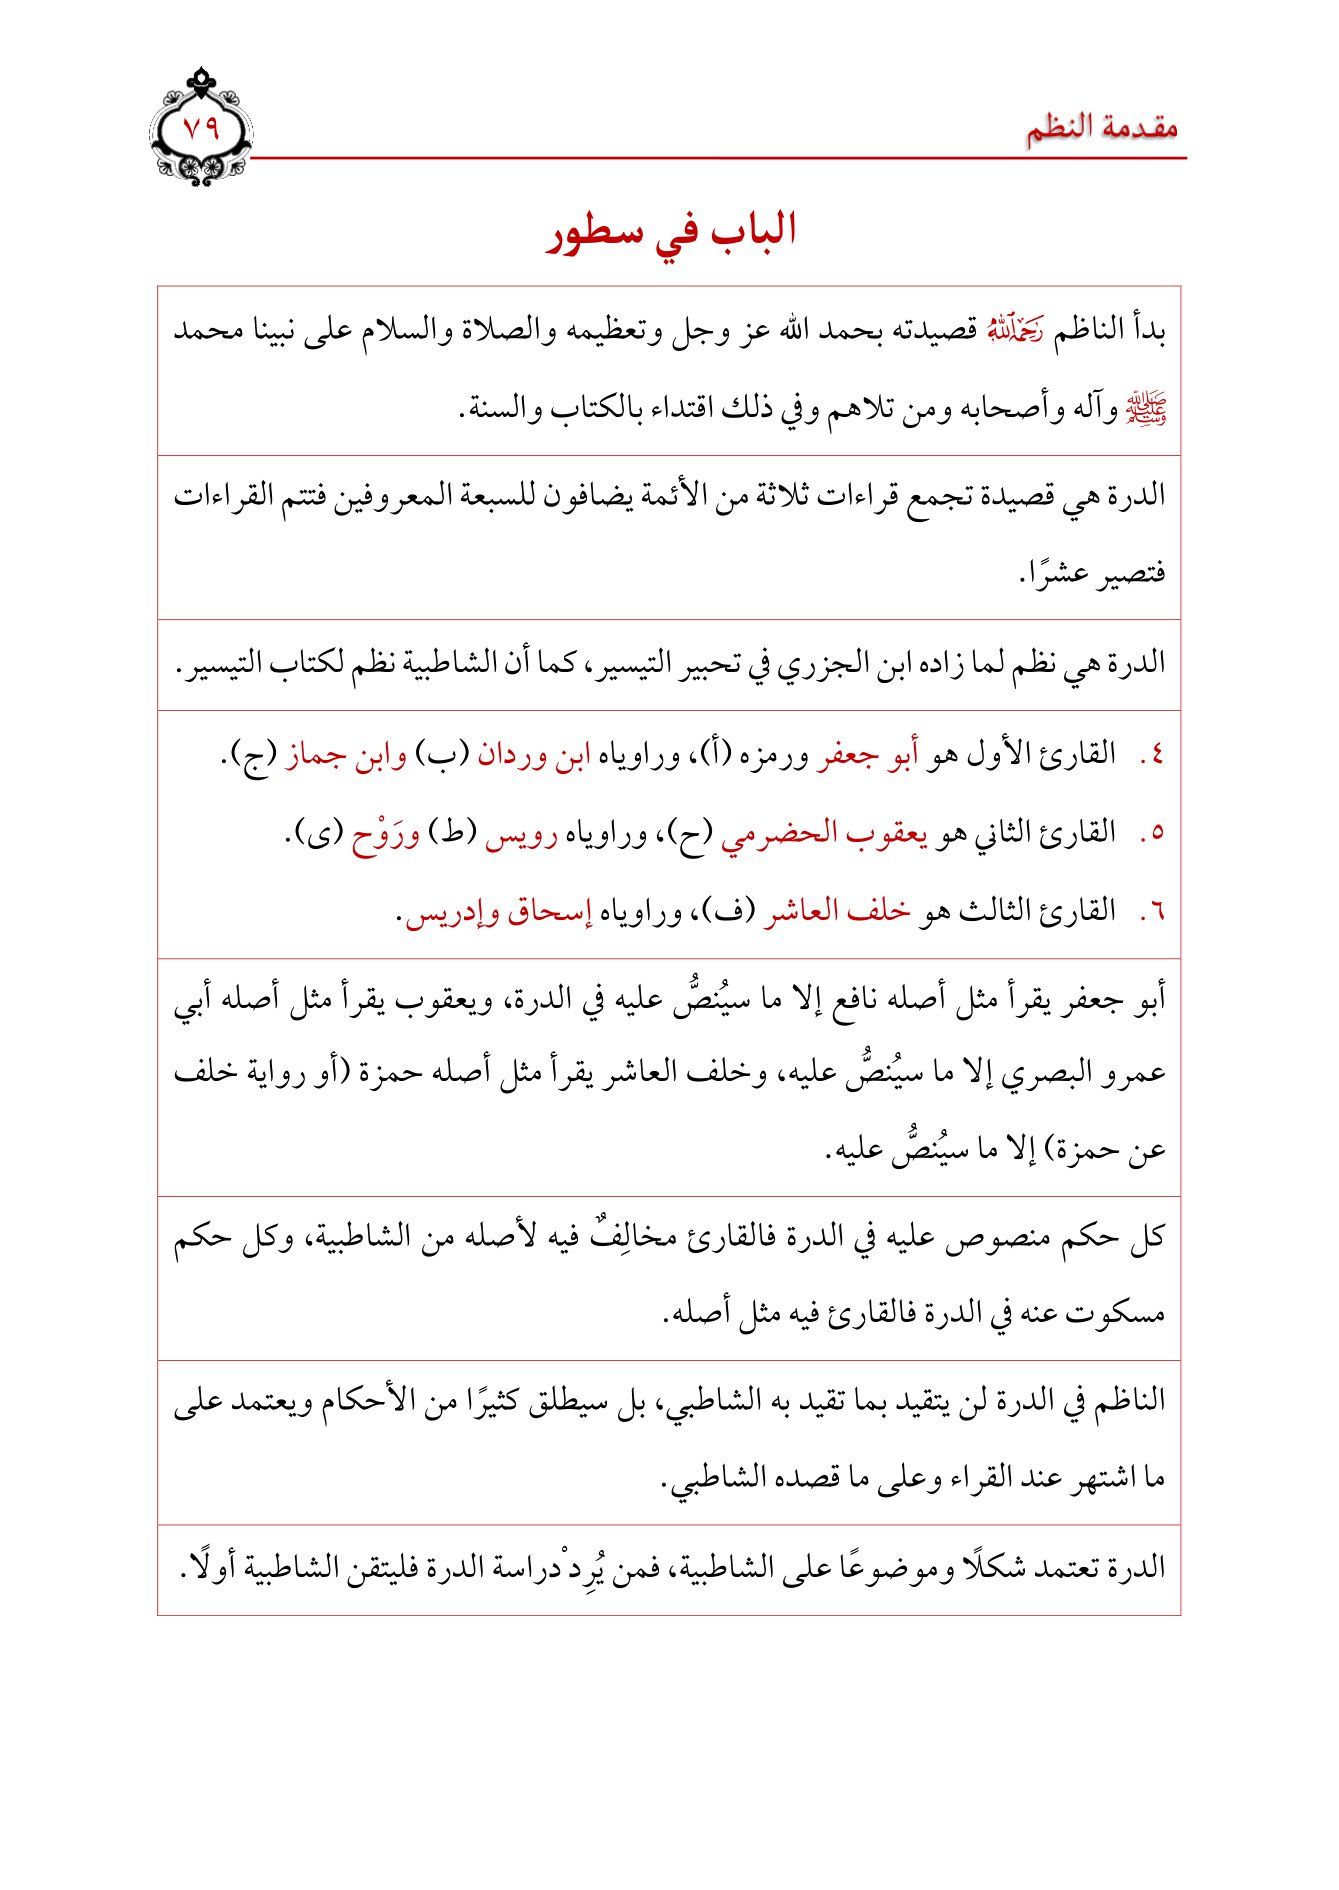 مقدمة النظم
٧٩
الباب في سطور
بدأ الناظم رحمه الله قصيدته بحمد الله عز وجل وتعظيمه والصلاة والسلام على نبينا محمد
ﷺ وآله وأصحابه ومن تلاهم وفي ذلك اقتداء بالكتاب والسنة.
الدرة هي قصيدة تجمع قراءات ثلاثة من الأئمة يضافون للسبعة المعروفين فتتم القراءات
فتصير عشرًا.
الدرة هي نظم لما زاده ابن الجزري في تحبير التيسير، كما أن الشاطبية نظم لكتاب التيسير.
٤. القارئ الأول هو أبو جعفر ورمزه (أ)، وراوياه ابن وردان (ب) وابن جماز (ج).
٥. القارئ الثاني هو يعقوب الحضرمي (ح)، وراوياه رويس (ط) ورَوْح (ى).
٦. القارئ الثالث هو خلف العاشر (ف)، وراوياه إسحاق وإدريس.
أبو جعفر يقرأ مثل أصله نافع إلا ما سيُنصُّ عليه في الدرة، ويعقوب يقرأ مثل أصله أبي
عمرو البصري إلا ما سيُنصُّ عليه، وخلف العاشر يقرأ مثل أصله حمزة (أو رواية خلف
عن حمزة) إلا ما سيُنصُّ عليه.
كل حكم منصوص عليه في الدرة فالقارئ مخالِفٌ فيه لأصله من الشاطبية، وكل حكم
مسكوت عنه في الدرة فالقارئ فيه مثل أصله.
الناظم في الدرة لن يتقيد بما تقيد به الشاطبي، بل سيطلق كثيرًا من الأحكام ويعتمد على
ما اشتهر عند القراء وعلى ما قصده الشاطبي.
الدرة تعتمد شكلًا وموضوعًا على الشاطبية، فمن يُرِدْ دراسة الدرة فليتقن الشاطبية أولًا.